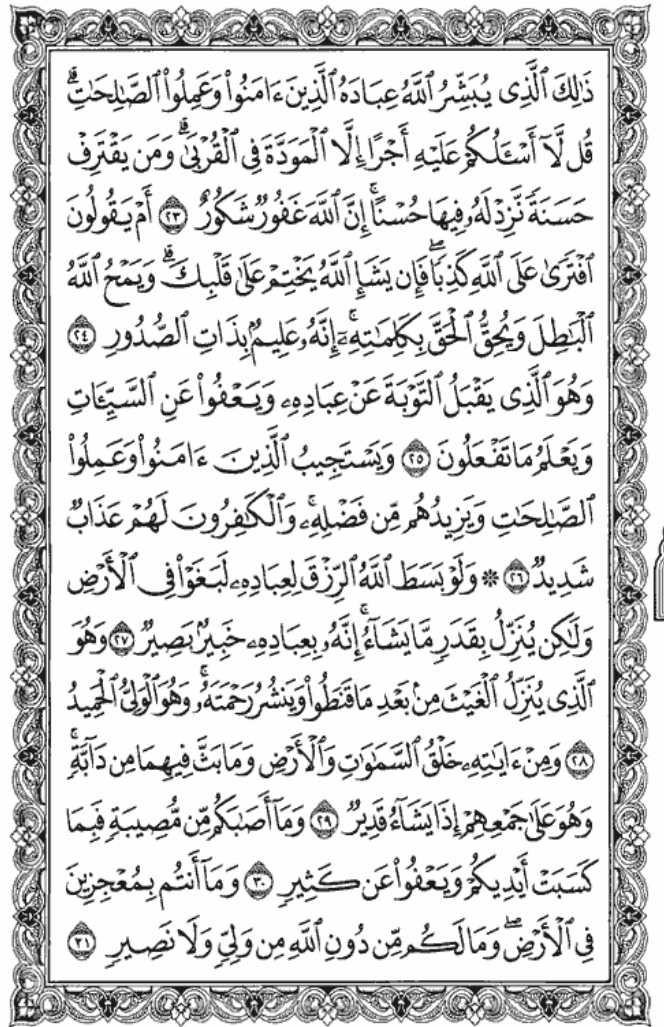 ذَٰلِكَ ٱلَّذِى يُبَشِّرُ ٱللَّهُ عِبَادَهُ ٱلَّذِينَ ءَامَنُوا۟ وَعَمِلُوا۟ ٱلصَّـٰلِحَـٰتِ ۗ
قُل لَّآ أَسْـَٔلُكُمْ عَلَيْهِ أَجْرًا إِلَّا ٱلْمَوَدَّةَ فِى ٱلْقُرْبَىٰ ۗ وَمَن يَقْتَرِفْ
حَسَنَةً نَّزِدْ لَهُۥ فِيهَا حُسْنًا ۚ إِنَّ ٱللَّهَ غَفُورٌ شَكُورٌ ٢٣ أَمْ يَقُولُونَ
ٱفْتَرَىٰ عَلَى ٱللَّهِ كَذِبًا ۖ فَإِن يَشَإِ ٱللَّهُ يَخْتِمْ عَلَىٰ قَلْبِكَ ۗ وَيَمْحُ ٱللَّهُ
ٱلْبَـٰطِلَ وَيُحِقُّ ٱلْحَقَّ بِكَلِمَـٰتِهِۦٓ ۚ إِنَّهُۥ عَلِيمٌۢ بِذَاتِ ٱلصُّدُورِ ٢٤
وَهُوَ ٱلَّذِى يَقْبَلُ ٱلتَّوْبَةَ عَنْ عِبَادِهِۦ وَيَعْفُوا۟ عَنِ ٱلسَّيِّـَٔاتِ
وَيَعْلَمُ مَا تَفْعَلُونَ ٢٥ وَيَسْتَجِيبُ ٱلَّذِينَ ءَامَنُوا۟ وَعَمِلُوا۟
ٱلصَّـٰلِحَـٰتِ وَيَزِيدُهُم مِّن فَضْلِهِۦ ۚ وَٱلْكَـٰفِرُونَ لَهُمْ عَذَابٌ
شَدِيدٌ ٢٦ ۞ وَلَوْ بَسَطَ ٱللَّهُ ٱلرِّزْقَ لِعِبَادِهِۦ لَبَغَوْا۟ فِى ٱلْأَرْضِ
وَلَـٰكِن يُنَزِّلُ بِقَدَرٍ مَّا يَشَآءُ ۚ إِنَّهُۥ بِعِبَادِهِۦ خَبِيرٌۢ بَصِيرٌ ٢٧ وَهُوَ
ٱلَّذِى يُنَزِّلُ ٱلْغَيْثَ مِنۢ بَعْدِ مَا قَنَطُوا۟ وَيَنشُرُ رَحْمَتَهُۥ ۚ وَهُوَ ٱلْوَلِىُّ ٱلْحَمِيدُ
٢٨ وَمِنْ ءَايَـٰتِهِۦ خَلْقُ ٱلسَّمَـٰوَٰتِ وَٱلْأَرْضِ وَمَا بَثَّ فِيهِمَا مِن دَآبَّةٍ ۚ
وَهُوَ عَلَىٰ جَمْعِهِمْ إِذَا يَشَآءُ قَدِيرٌ ٢٩ وَمَآ أَصَـٰبَكُم مِّن مُّصِيبَةٍ فَبِمَا
كَسَبَتْ أَيْدِيكُمْ وَيَعْفُوا۟ عَن كَثِيرٍ ٣٠ وَمَآ أَنتُم بِمُعْجِزِينَ
فِى ٱلْأَرْضِ ۖ وَمَا لَكُم مِّن دُونِ ٱللَّهِ مِن وَلِىٍّ وَلَا نَصِيرٍ ٣١